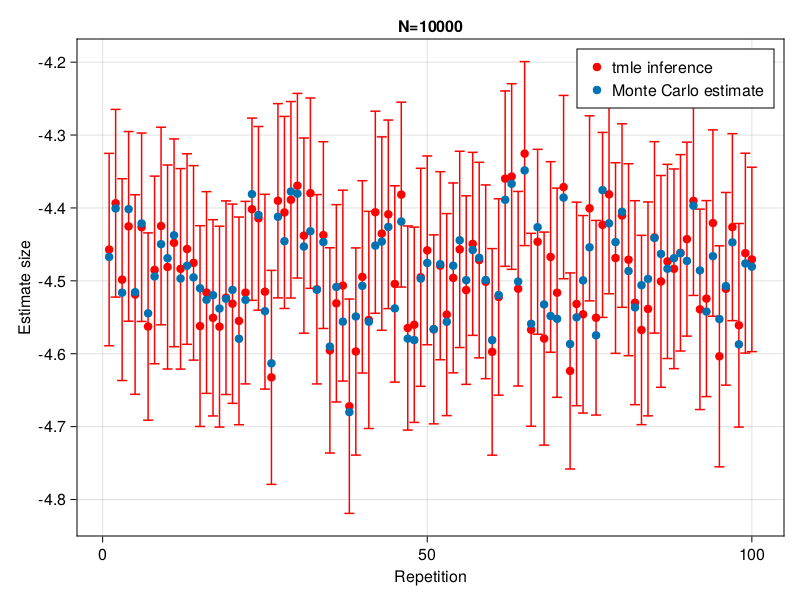 N=10000
tmle inference
Monte Carlo estimate
-4.2
-4.3
-4.4
-4.5
-4.6
-4.7
-4.8
Estimate size
0
50
100
Repetition